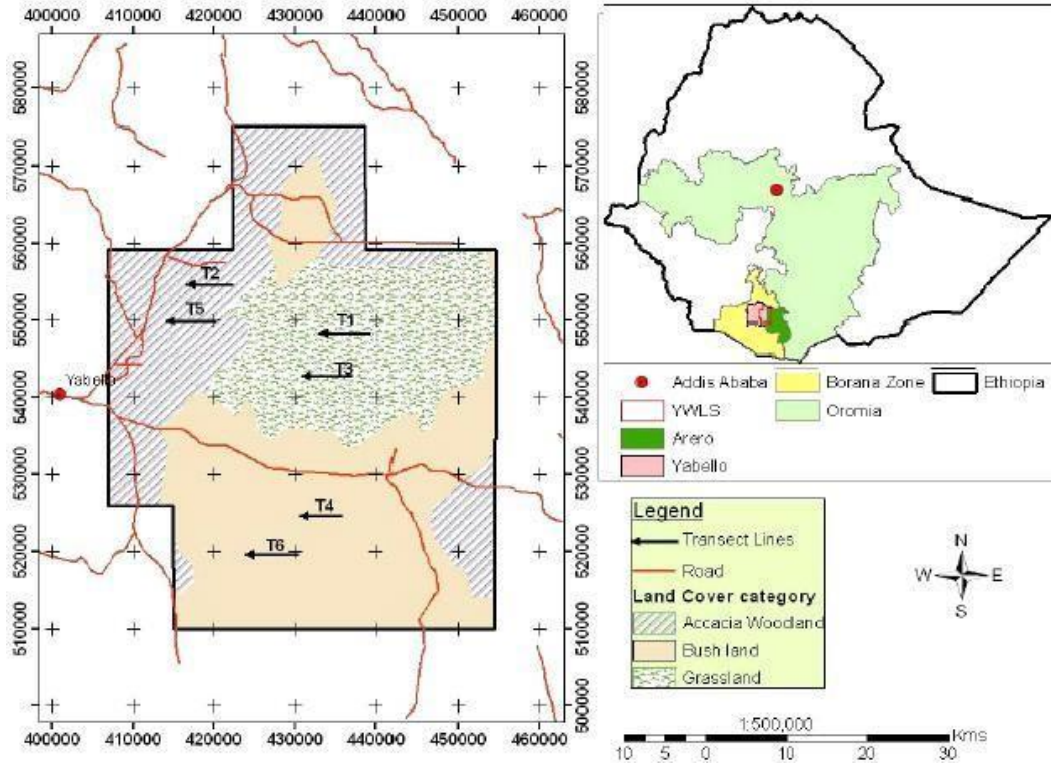 400000 410000 420000 430000 440000 450000 460000
580000
570000
560000
550000
540000
530000
520000
510000
500000
580000
570000
560000
550000
540000
530000
520000
510000
500000
T2
T5
T1
T3
Yabello
T4
T6
400000 410000 420000 430000 440000 450000 460000
Addis Ababa
Borana Zone
Ethiopia
YWLS
Oromia
Arero
Yabello
Legend
Transect Lines
Road
Land Cover category
Accacia Woodland
Bush land
Grassland
N
W E
S
1:500,000
Kms
10 5 0 10 20 30